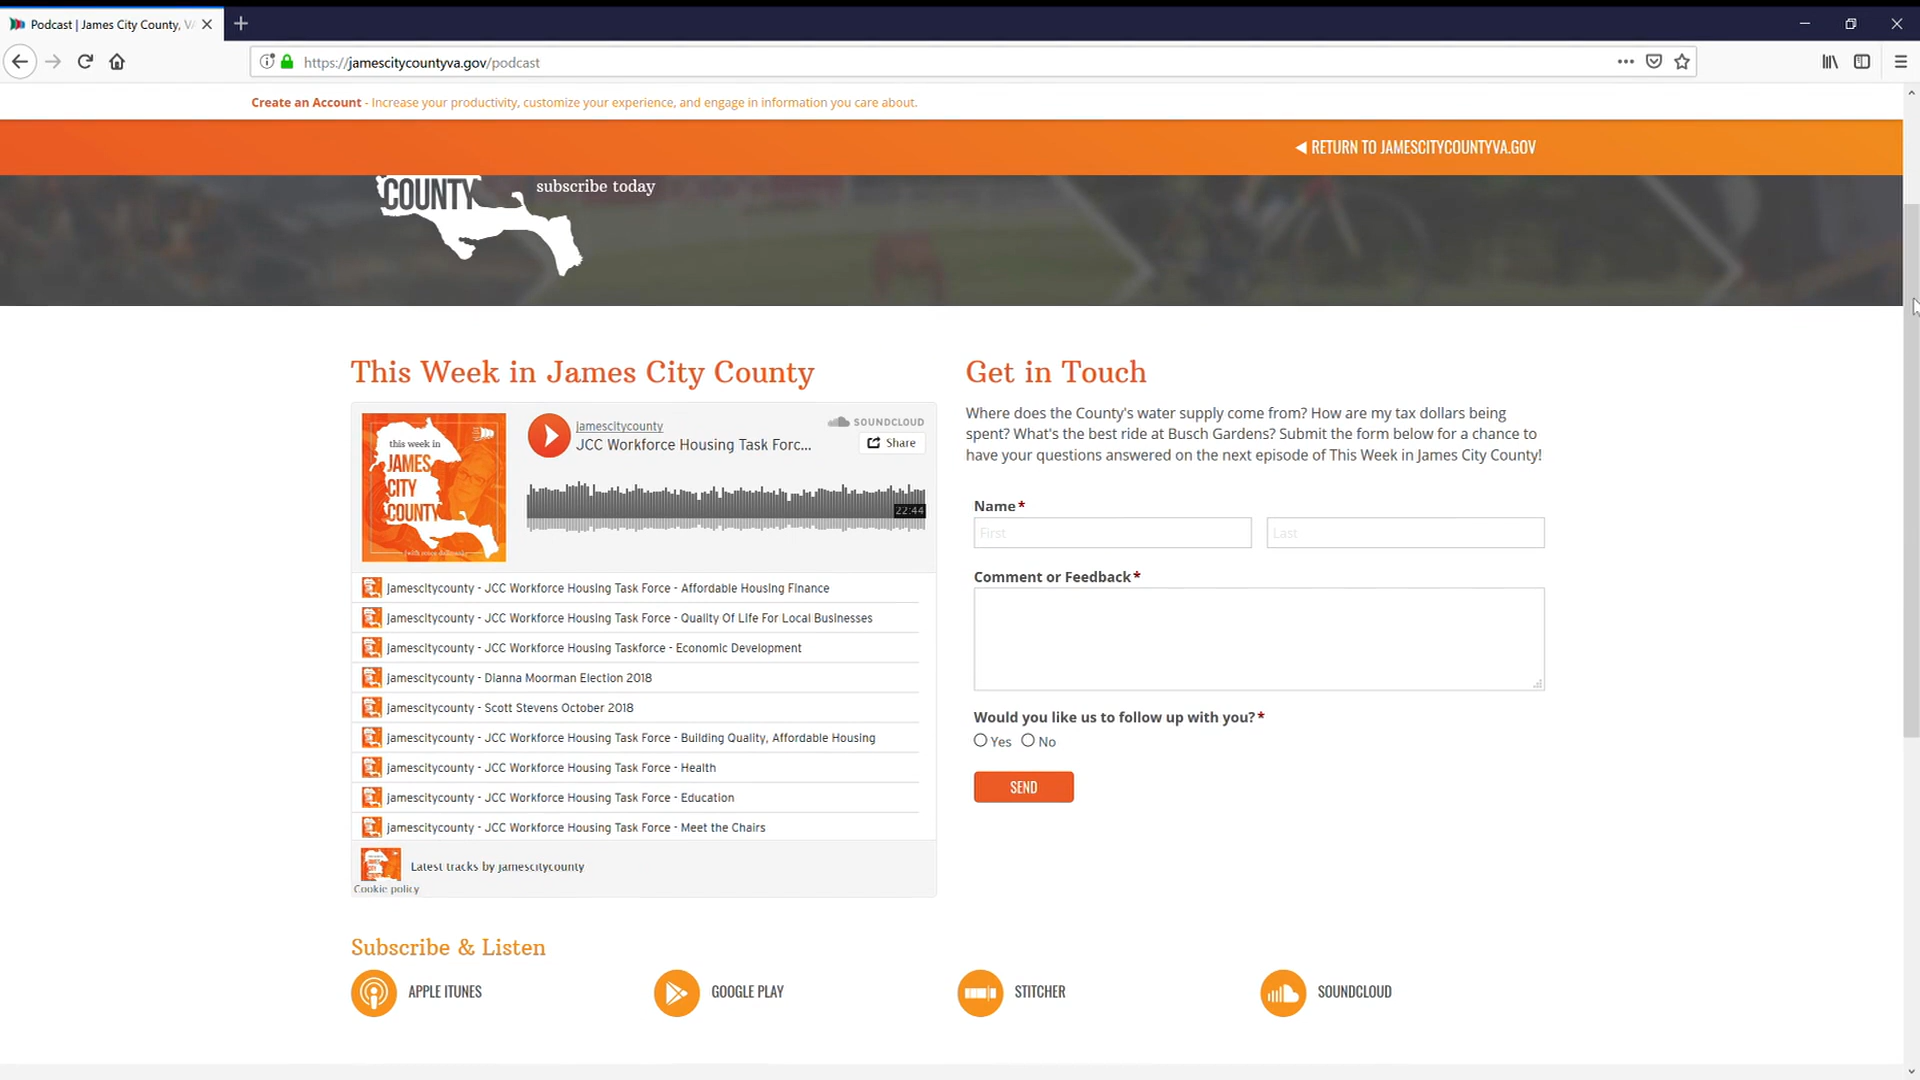 Podcast | James City County, VA
https://jamescitycountyva.gov/podcast
Create an Account - Increase your productivity, customize your experience, and engage in information you care about.
RETURN TO JAMESCITYCOUNTYVA.GOV
COUNTY
subscribe today
This Week in James City County
this week in
JAMES
CITY
COUNTY
jamescitycounty
JCC Workforce Housing Task Forc...
SOUNDCLOUD
Share
22:44
jamescitycounty - JCC Workforce Housing Task Force - Affordable Housing Finance
jamescitycounty - JCC Workforce Housing Task Force - Quality Of Life For Local Businesses
jamescitycounty - JCC Workforce Housing Taskforce - Economic Development
jamescitycounty - Dianna Moorman Election 2018
jamescitycounty - Scott Stevens October 2018
jamescitycounty - JCC Workforce Housing Task Force - Building Quality, Affordable Housing
jamescitycounty - JCC Workforce Housing Task Force - Health
jamescitycounty - JCC Workforce Housing Task Force - Education
jamescitycounty - JCC Workforce Housing Task Force - Meet the Chairs
Latest tracks by jamescitycounty
Cookie policy
Get in Touch
Where does the County's water supply come from? How are my tax dollars being
spent? What's the best ride at Busch Gardens? Submit the form below for a chance to
have your questions answered on the next episode of This Week in James City County!
Name*
First
Last
Comment or Feedback*
Would you like us to follow up with you?*
Yes No
SEND
Subscribe & Listen
APPLE ITUNES
GOOGLE PLAY
STITCHER
SOUNDCLOUD